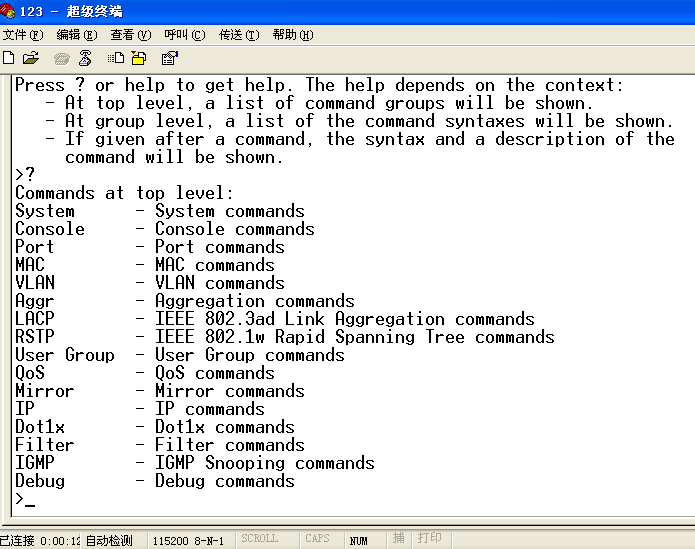 123 - 超级终端
文件(F) 编辑(E) 查看(V) 呼叫(C) 传送(T) 帮助(H)
Press ? or help to get help. The help depends on the context:
- At top level, a list of command groups will be shown.
- At group level, a list of the command syntaxes will be shown.
- If given after a command, the syntax and a description of the
command will be shown.
>?
Commands at top level:
System - System commands
Console - Console commands
Port - Port commands
MAC - MAC commands
VLAN - VLAN commands
Aggr - Aggregation commands
LACP - IEEE 802.3ad Link Aggregation commands
RSTP - IEEE 802.1w Rapid Spanning Tree commands
User Group - User Group commands
QoS - QoS commands
Mirror - Mirror commands
IP - IP commands
Dot1x - Dot1x commands
Filter - Filter commands
IGMP - IGMP Snooping commands
Debug - Debug commands
>_
已连接 0:00:12 自动检测 115200 8-N-1 SCROLL CAPS NUM 捕 打印